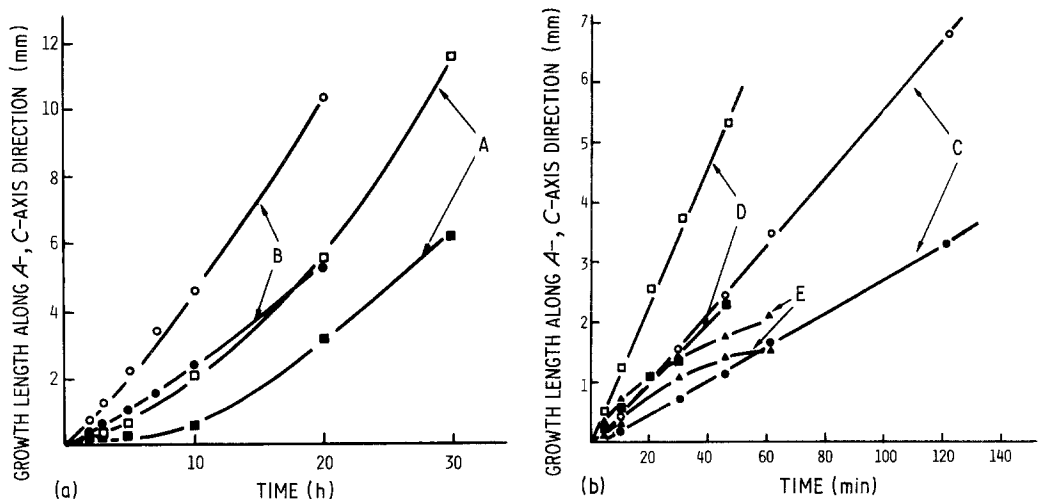 GROWTH LENGTH ALONG A-, C-AXIS DIRECTION (mm)
12
10
8
6
4
2
A
B
10
20
30
(a)
TIME (h)
GROWTH LENGTH ALONG A-, C-AXIS DIRECTION (mm)
7
6
5
4
3
2
1
C
D
E
20
40
60
80
100
120
140
(b)
TIME (min)